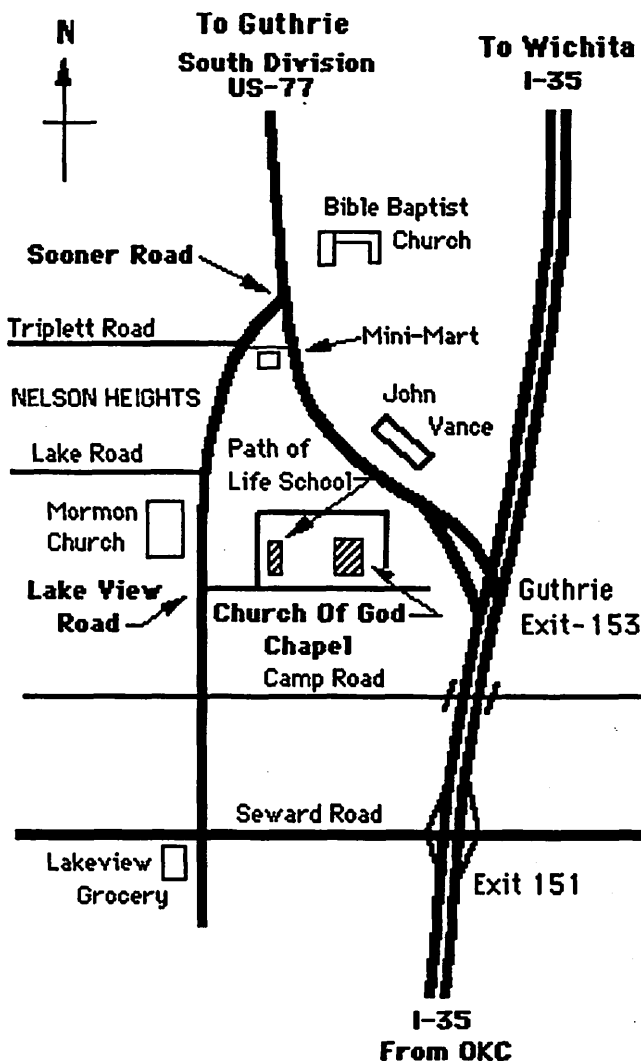 N
To Guthrie
South Division
US-77
To Wichita
I-35
Bible Baptist
Church
Sooner Road
Triplett Road
Mini-Mart
NELSON HEIGHTS
John
Vance
Lake Road
Path of
Life School
Mormon
Church
Lake View
Road
Church Of God
Chapel
Guthrie
Exit-153
Camp Road
Seward Road
Lakeview
Grocery
Exit 151
I-35
From OKC